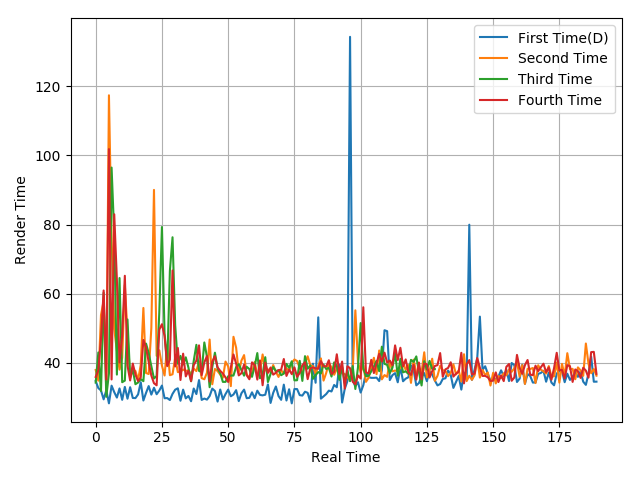 First Time(D)
Second Time
Third Time
Fourth Time
Render Time
120
100
80
60
40
0 25 50 75 100 125 150 175
Real Time